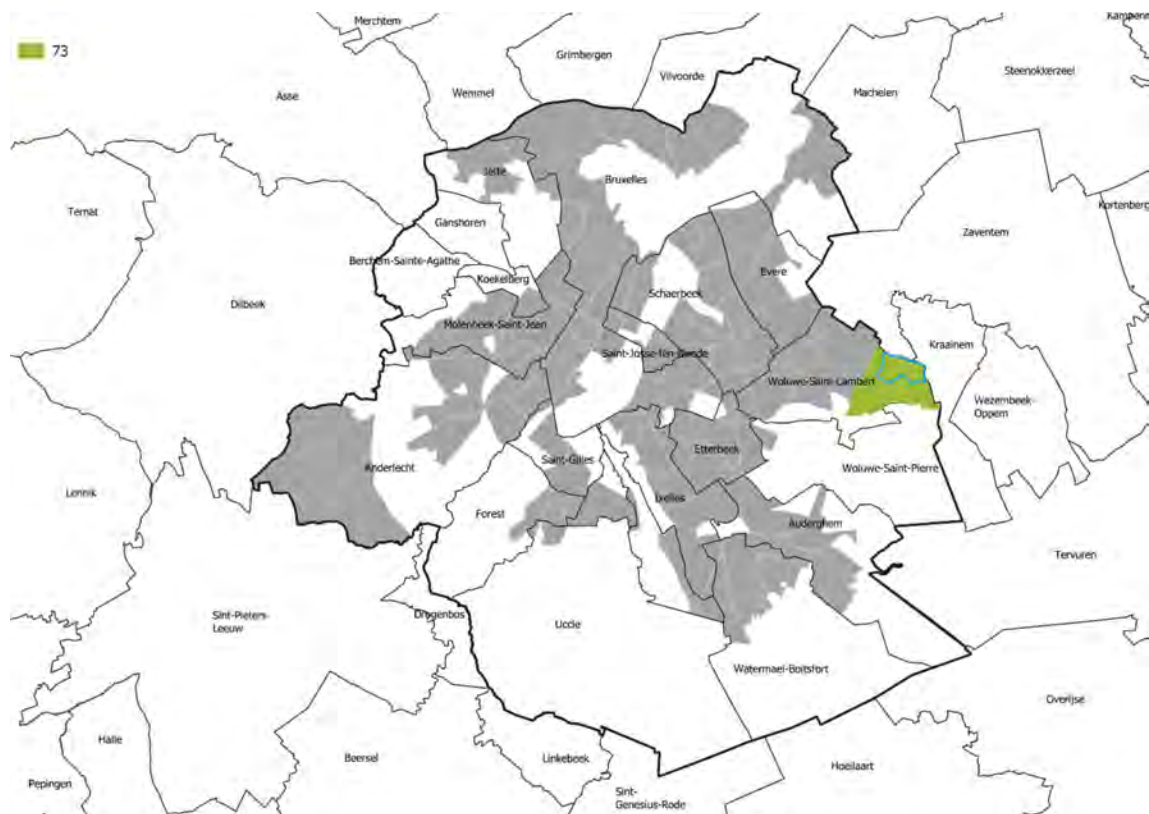 Merchtem
Kampenh
73
Grimbergen
Steenokkerzeel
Vilvoorde
Asse
Wemmel
Machelen
Jette
Bruxelles
Ternat
Ganshoren
Kortenberg
Zaventem
Berchem-Sainte-Agathe
Evere
Koekelberg
Schaerbeek
Dilbeek
Molenbeek-Saint-Jean
Kraainem
Saint-Josse-ten-Noode
Woluwe-Saint-Lambert
Wezembeek-
Oppem
Etterbeek
Saint-Gilles
Anderlecht
Woluwe-Saint-Pierre
Lennik
Ixelles
Forest
Auderghem
Tervuren
Sint-Pieters-
Leeuw
Drogenbos
Uccle
Watermael-Boitsfort
Overijse
Halle
Beersel
Linkebeek
Hoeilaart
Pepingen
Sint-
Genesius-Rode